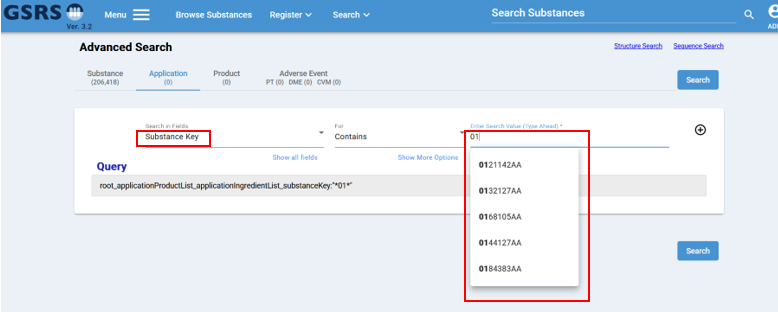 GSRS Ver. 3.2 Menu Browse Substances Register Search Search Substances
Advanced Search Structure Search Sequence Search
Substance (206,418) Application (0) Product (0) Adverse Event PT (0) DME (0) CVM (0) Search
Search in Fields For Enter Search Value (Type Ahead) *
Substance Key Contains 01
Show all fields Show More Options
0121142AA
Query
root_applicationProductList_applicationIngredientList_substanceKey:"*01*"
0132127AA
0168105AA
0144127AA
Search
0184383AA